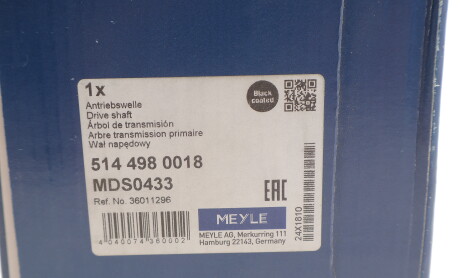 1x
Antriebswelle
Drive shaft
Árbol de transmisión
Arbre transmission primaire
Wał napędowy
514 498 0018
MDS0433
Ref. No. 36011296
4 040074 360002
Black
coated
EAC
MEYLE
MEYLE AG, Merkurring 111
Hamburg 22143, Germany
24X1810